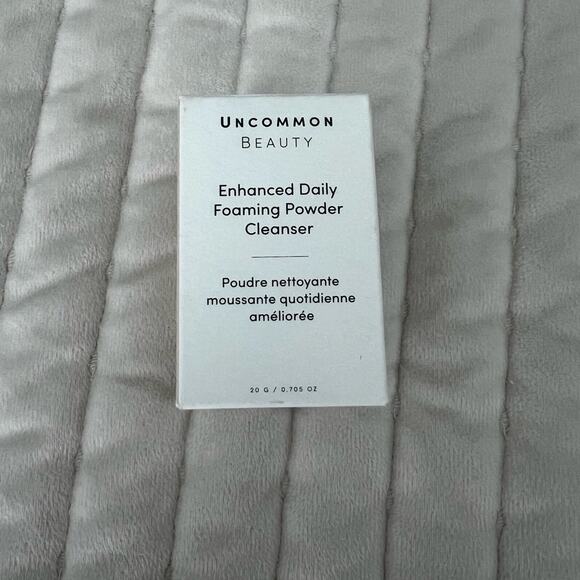 UNCOMMON
BEAUTY
Enhanced Daily
Foaming Powder
Cleanser
Poudre nettoyante
moussante quotidienne
améliorée
20 G / 0.705 OZ